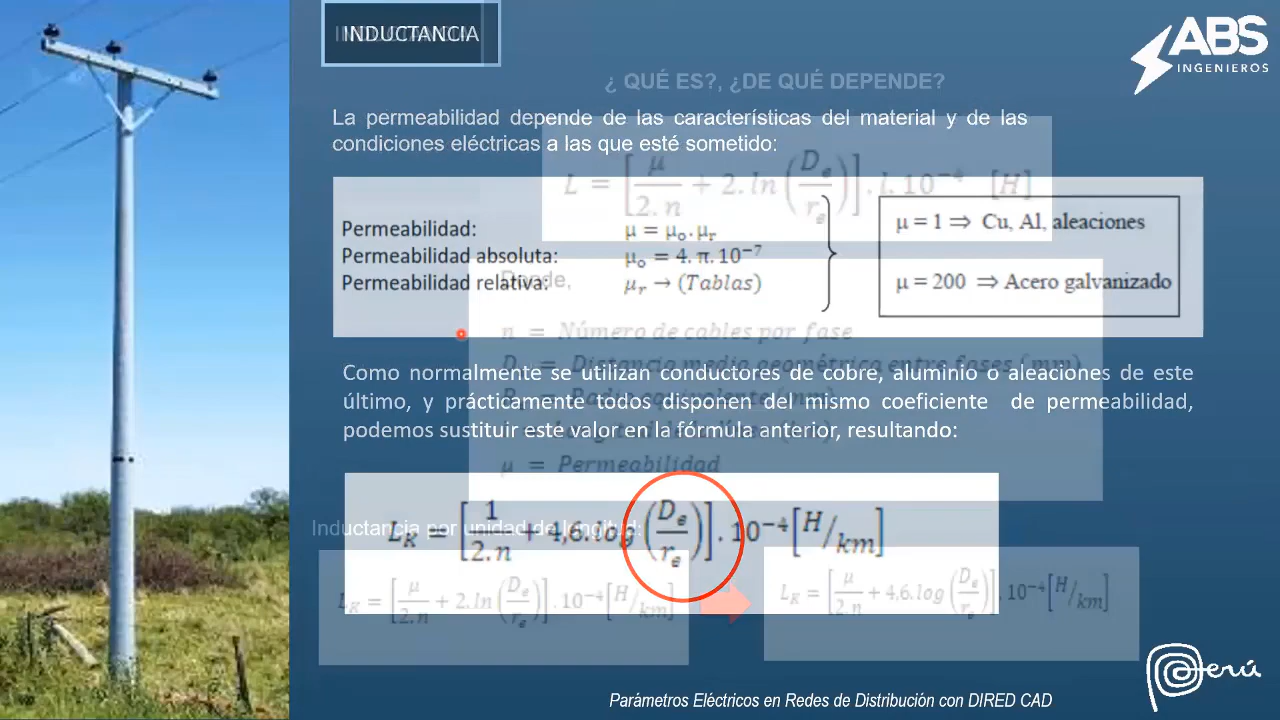 INDUCTANCIA
ABS
INGENIEROS
¿ QUÉ ES?, ¿DE QUÉ DEPENDE?
La permeabilidad depende de las características del material y de las
condiciones eléctricas a las que esté sometido:
L = [μ/2.n + 2.ln(De/re)].l.10⁻⁴ [H]
Permeabilidad: μ = μo.μr
Permeabilidad absoluta: μo = 4.π.10⁻⁷
Permeabilidad relativa: μr → (Tablas)
μ = 1 ⇒ Cu, Al, aleaciones
μ = 200 ⇒ Acero galvanizado
Donde,
n = Número de cables por fase
Distancia media geométrica entre fases (mm)
Como normalmente se utilizan conductores de cobre, aluminio o aleaciones de este
último, y prácticamente todos disponen del mismo coeficiente de permeabilidad,
podemos sustituir este valor en la fórmula anterior, resultando:
μ = Permeabilidad
LK = [1/2.n + 4,6.log(De/re)].10⁻⁴[H/km]
Inductancia por unidad de longitud:
LK = [μ/2.n + 2.ln(De/re)].10⁻⁴[H/km]
LK = [μ/2.n + 4,6.log(De/re)].10⁻⁴[H/km]
Perú
Parámetros Eléctricos en Redes de Distribución con DIRED CAD